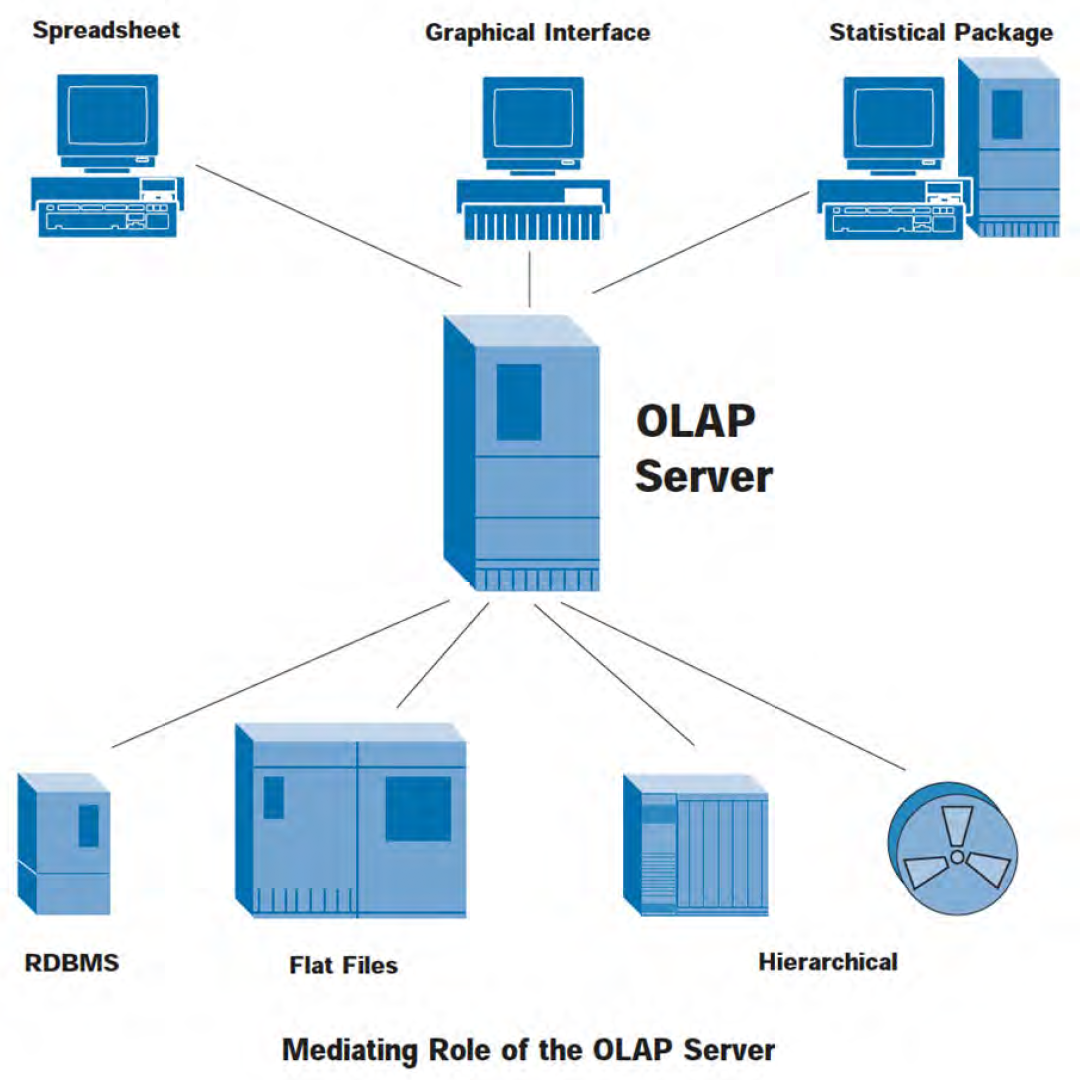 Spreadsheet
Graphical Interface
Statistical Package
OLAP
Server
RDBMS
Flat Files
Hierarchical
Mediating Role of the OLAP Server